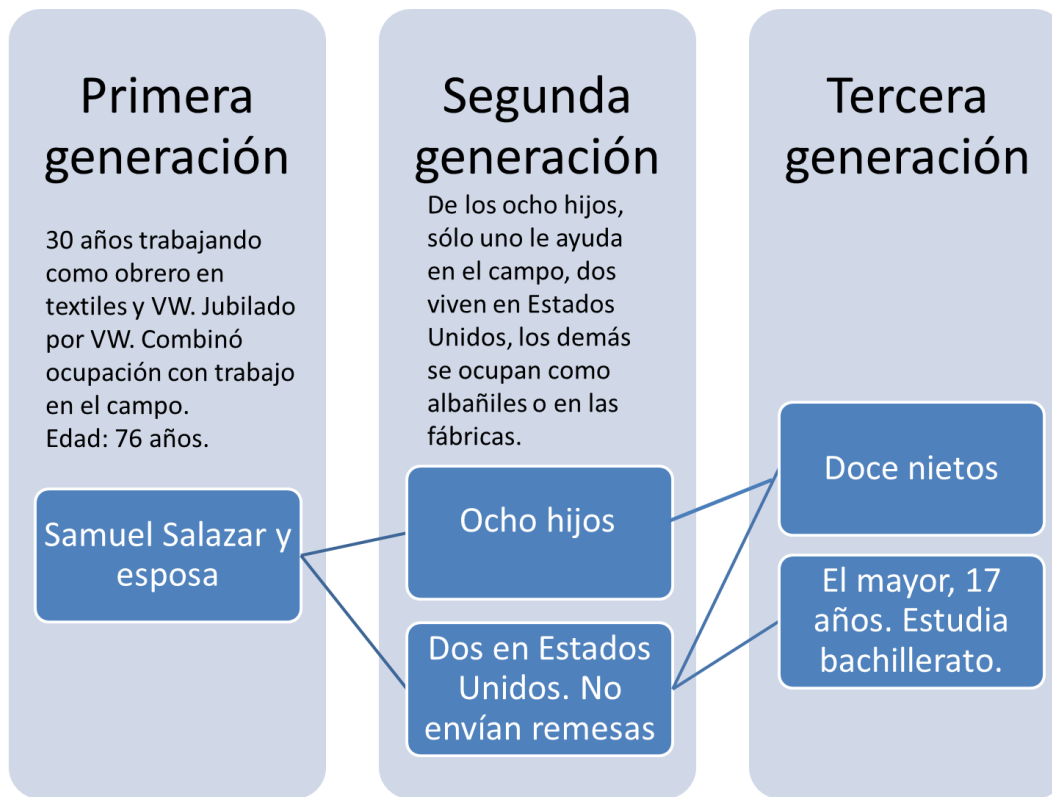 Primera
generación
30 años trabajando
como obrero en
textiles y VW. Jubilado
por VW. Combinó
ocupación con trabajo
en el campo.
Edad: 76 años.
Samuel Salazar y
esposa
Segunda
generación
De los ocho hijos,
sólo uno le ayuda
en el campo, dos
viven en Estados
Unidos, los demás
se ocupan como
albañiles o en las
fábricas.
Ocho hijos
Dos en Estados
Unidos. No
envían remesas
Tercera
generación
Doce nietos
El mayor, 17
años. Estudia
bachillerato.